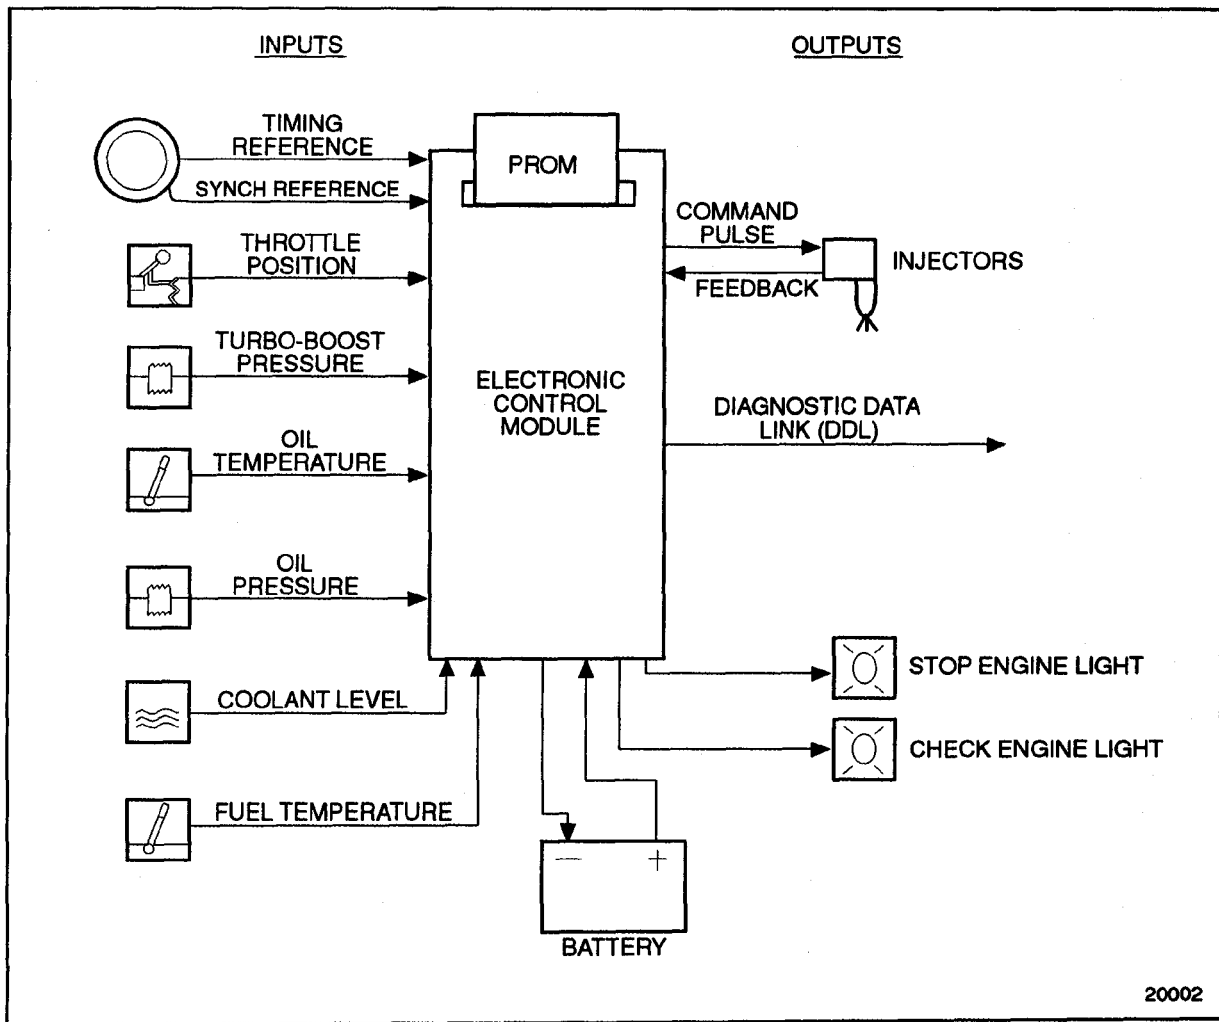 INPUTS
OUTPUTS
TIMING
REFERENCE
SYNCH REFERENCE
THROTTLE
POSITION
TURBO-BOOST
PRESSURE
OIL
TEMPERATURE
OIL
PRESSURE
COOLANT LEVEL
FUEL TEMPERATURE
PROM
ELECTRONIC
CONTROL
MODULE
COMMAND
PULSE
FEEDBACK
INJECTORS
DIAGNOSTIC DATA
LINK (DDL)
STOP ENGINE LIGHT
CHECK ENGINE LIGHT
— +
BATTERY
20002